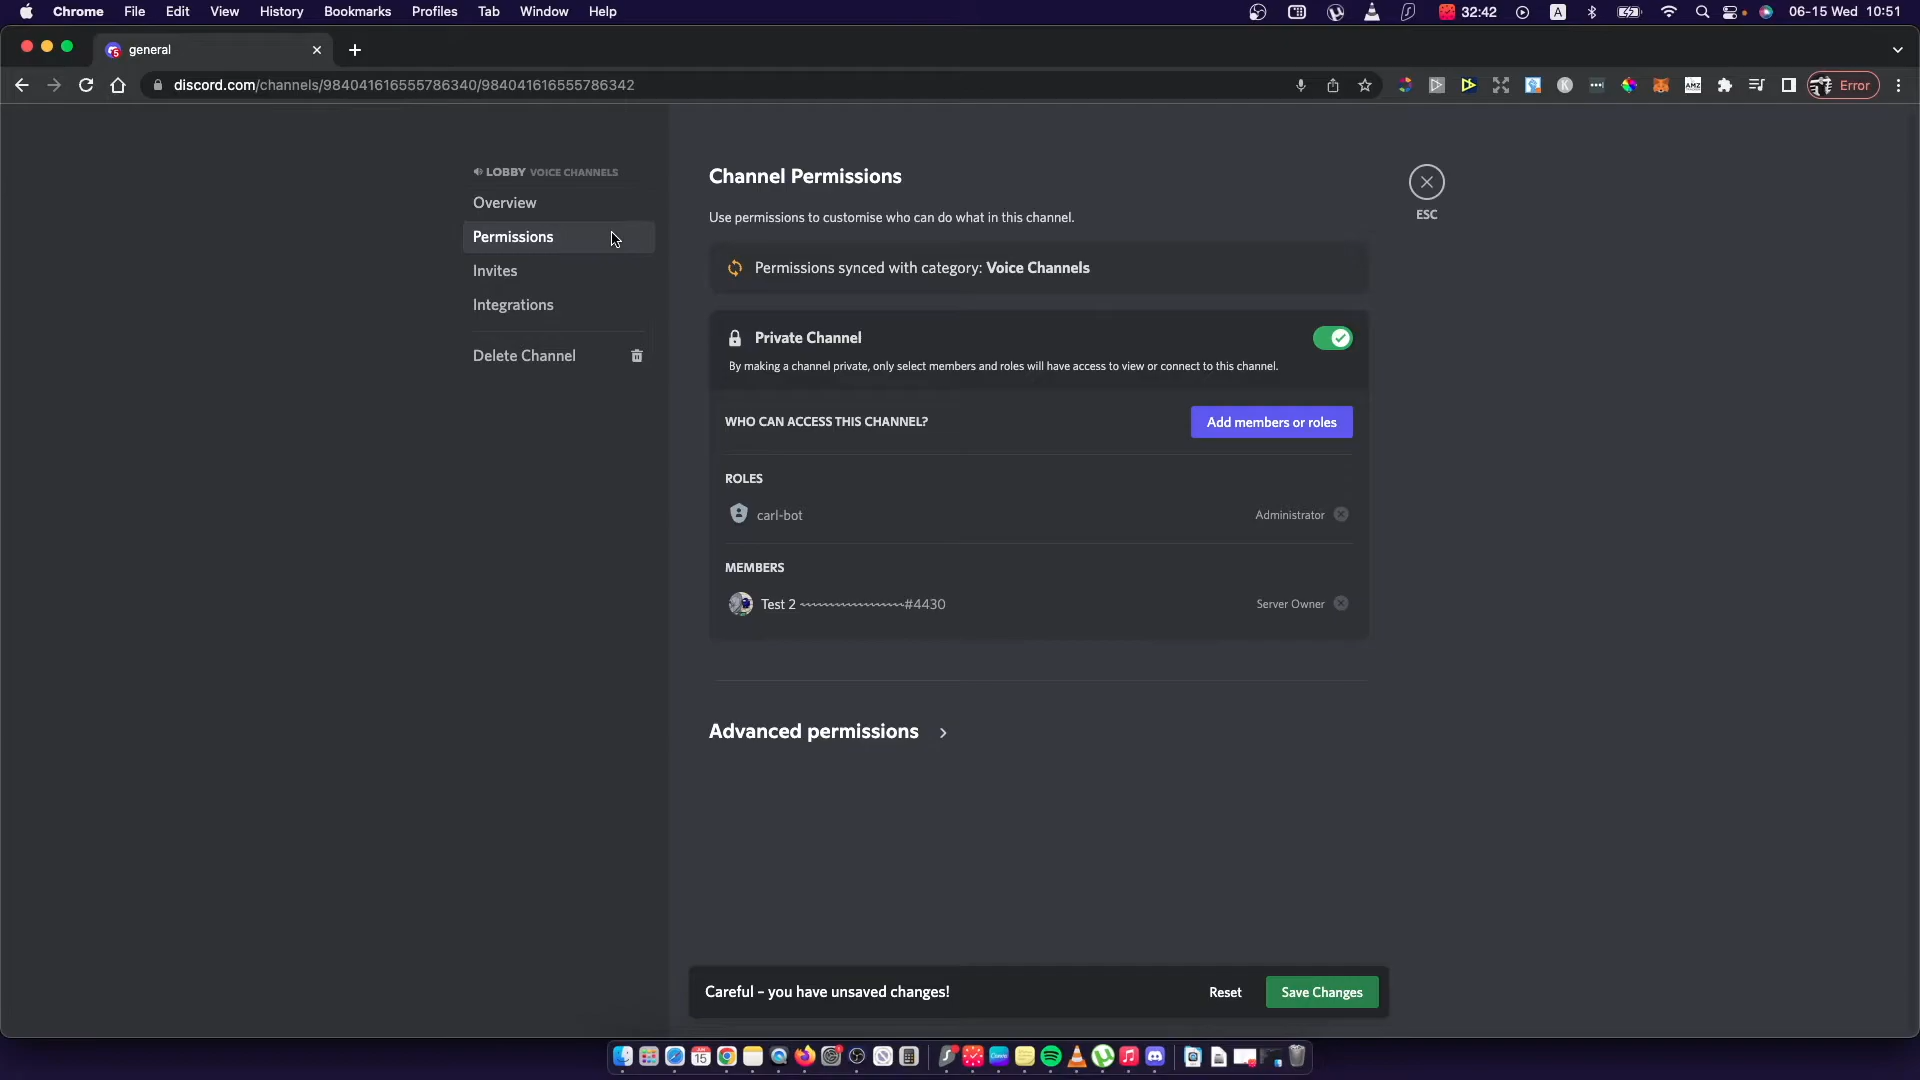 Chrome File Edit View History Bookmarks Profiles Tab Window Help 32:42 A 06-15 Wed 10:51
general
discord.com/channels/984041616555786340/984041616555786342 AMZ Error
LOBBY VOICE CHANNELS
Overview
Permissions
Invites
Integrations
Delete Channel
Channel Permissions
ESC
Use permissions to customise who can do what in this channel.
Permissions synced with category: Voice Channels
Private Channel
By making a channel private, only select members and roles will have access to view or connect to this channel.
WHO CAN ACCESS THIS CHANNEL? Add members or roles
ROLES
carl-bot Administrator
MEMBERS
Test 2 ~~~~~~~~~~~~~~~~~~#4430 Server Owner
Advanced permissions
Careful – you have unsaved changes! Reset Save Changes
15